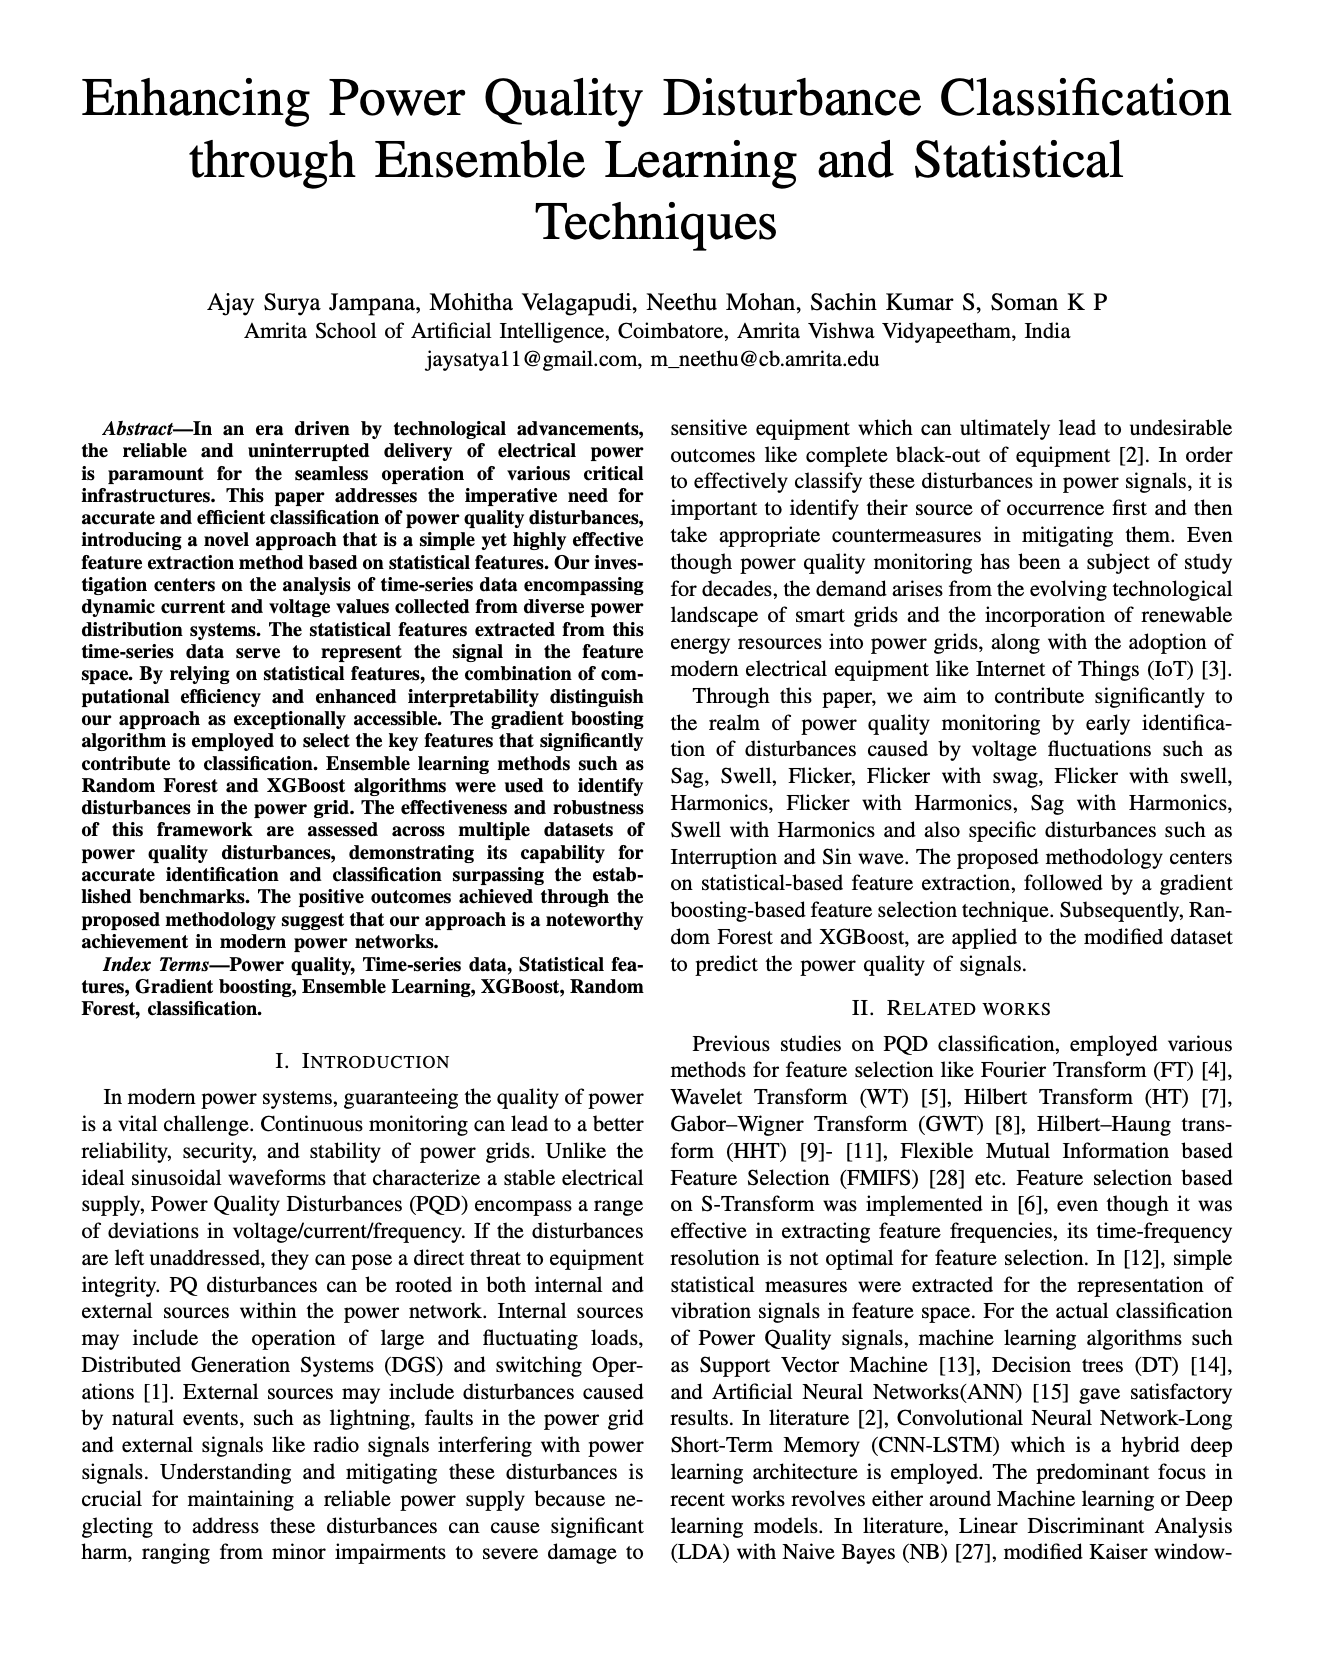 Enhancing Power Quality Disturbance Classification
through Ensemble Learning and Statistical
Techniques
Ajay Surya Jampana, Mohitha Velagapudi, Neethu Mohan, Sachin Kumar S, Soman K P
Amrita School of Artificial Intelligence, Coimbatore, Amrita Vishwa Vidyapeetham, India
jaysatya11@gmail.com, m_neethu@cb.amrita.edu
Abstract—In an era driven by technological advancements,
the reliable and uninterrupted delivery of electrical power
is paramount for the seamless operation of various critical
infrastructures. This paper addresses the imperative need for
accurate and efficient classification of power quality disturbances,
introducing a novel approach that is a simple yet highly effective
feature extraction method based on statistical features. Our inves-
tigation centers on the analysis of time-series data encompassing
dynamic current and voltage values collected from diverse power
distribution systems. The statistical features extracted from this
time-series data serve to represent the signal in the feature
space. By relying on statistical features, the combination of com-
putational efficiency and enhanced interpretability distinguish
our approach as exceptionally accessible. The gradient boosting
algorithm is employed to select the key features that significantly
contribute to classification. Ensemble learning methods such as
Random Forest and XGBoost algorithms were used to identify
disturbances in the power grid. The effectiveness and robustness
of this framework are assessed across multiple datasets of
power quality disturbances, demonstrating its capability for
accurate identification and classification surpassing the estab-
lished benchmarks. The positive outcomes achieved through the
proposed methodology suggest that our approach is a noteworthy
achievement in modern power networks.
Index Terms—Power quality, Time-series data, Statistical fea-
tures, Gradient boosting, Ensemble Learning, XGBoost, Random
Forest, classification.
I. INTRODUCTION
In modern power systems, guaranteeing the quality of power
is a vital challenge. Continuous monitoring can lead to a better
reliability, security, and stability of power grids. Unlike the
ideal sinusoidal waveforms that characterize a stable electrical
supply, Power Quality Disturbances (PQD) encompass a range
of deviations in voltage/current/frequency. If the disturbances
are left unaddressed, they can pose a direct threat to equipment
integrity. PQ disturbances can be rooted in both internal and
external sources within the power network. Internal sources
may include the operation of large and fluctuating loads,
Distributed Generation Systems (DGS) and switching Oper-
ations [1]. External sources may include disturbances caused
by natural events, such as lightning, faults in the power grid
and external signals like radio signals interfering with power
signals. Understanding and mitigating these disturbances is
crucial for maintaining a reliable power supply because ne-
glecting to address these disturbances can cause significant
harm, ranging from minor impairments to severe damage to
sensitive equipment which can ultimately lead to undesirable
outcomes like complete black-out of equipment [2]. In order
to effectively classify these disturbances in power signals, it is
important to identify their source of occurrence first and then
take appropriate countermeasures in mitigating them. Even
though power quality monitoring has been a subject of study
for decades, the demand arises from the evolving technological
landscape of smart grids and the incorporation of renewable
energy resources into power grids, along with the adoption of
modern electrical equipment like Internet of Things (IoT) [3].
Through this paper, we aim to contribute significantly to
the realm of power quality monitoring by early identifica-
tion of disturbances caused by voltage fluctuations such as
Sag, Swell, Flicker, Flicker with swag, Flicker with swell,
Harmonics, Flicker with Harmonics, Sag with Harmonics,
Swell with Harmonics and also specific disturbances such as
Interruption and Sin wave. The proposed methodology centers
on statistical-based feature extraction, followed by a gradient
boosting-based feature selection technique. Subsequently, Ran-
dom Forest and XGBoost, are applied to the modified dataset
to predict the power quality of signals.
II. RELATED WORKS
Previous studies on PQD classification, employed various
methods for feature selection like Fourier Transform (FT) [4],
Wavelet Transform (WT) [5], Hilbert Transform (HT) [7],
Gabor–Wigner Transform (GWT) [8], Hilbert–Haung trans-
form (HHT) [9]- [11], Flexible Mutual Information based
Feature Selection (FMIFS) [28] etc. Feature selection based
on S-Transform was implemented in [6], even though it was
effective in extracting feature frequencies, its time-frequency
resolution is not optimal for feature selection. In [12], simple
statistical measures were extracted for the representation of
vibration signals in feature space. For the actual classification
of Power Quality signals, machine learning algorithms such
as Support Vector Machine [13], Decision trees (DT) [14],
and Artificial Neural Networks(ANN) [15] gave satisfactory
results. In literature [2], Convolutional Neural Network-Long
Short-Term Memory (CNN-LSTM) which is a hybrid deep
learning architecture is employed. The predominant focus in
recent works revolves either around Machine learning or Deep
learning models. In literature, Linear Discriminant Analysis
(LDA) with Naive Bayes (NB) [27], modified Kaiser window-